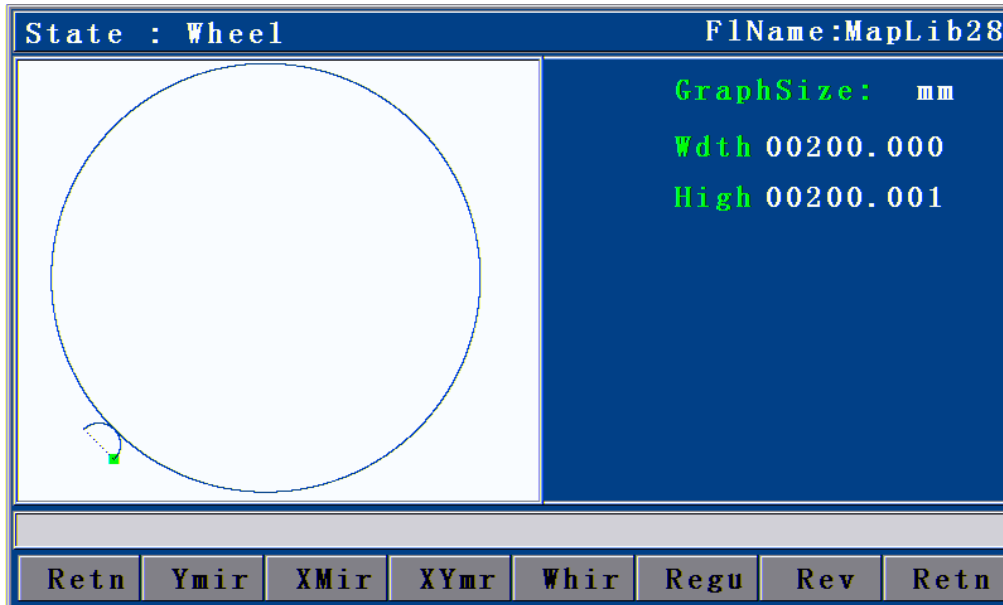 State : Wheel FlName:MapLib28
GraphSize: mm
Wdth 00200.000
High 00200.001
Retn Ymir XMir XYmr Whir Regu Rev Retn